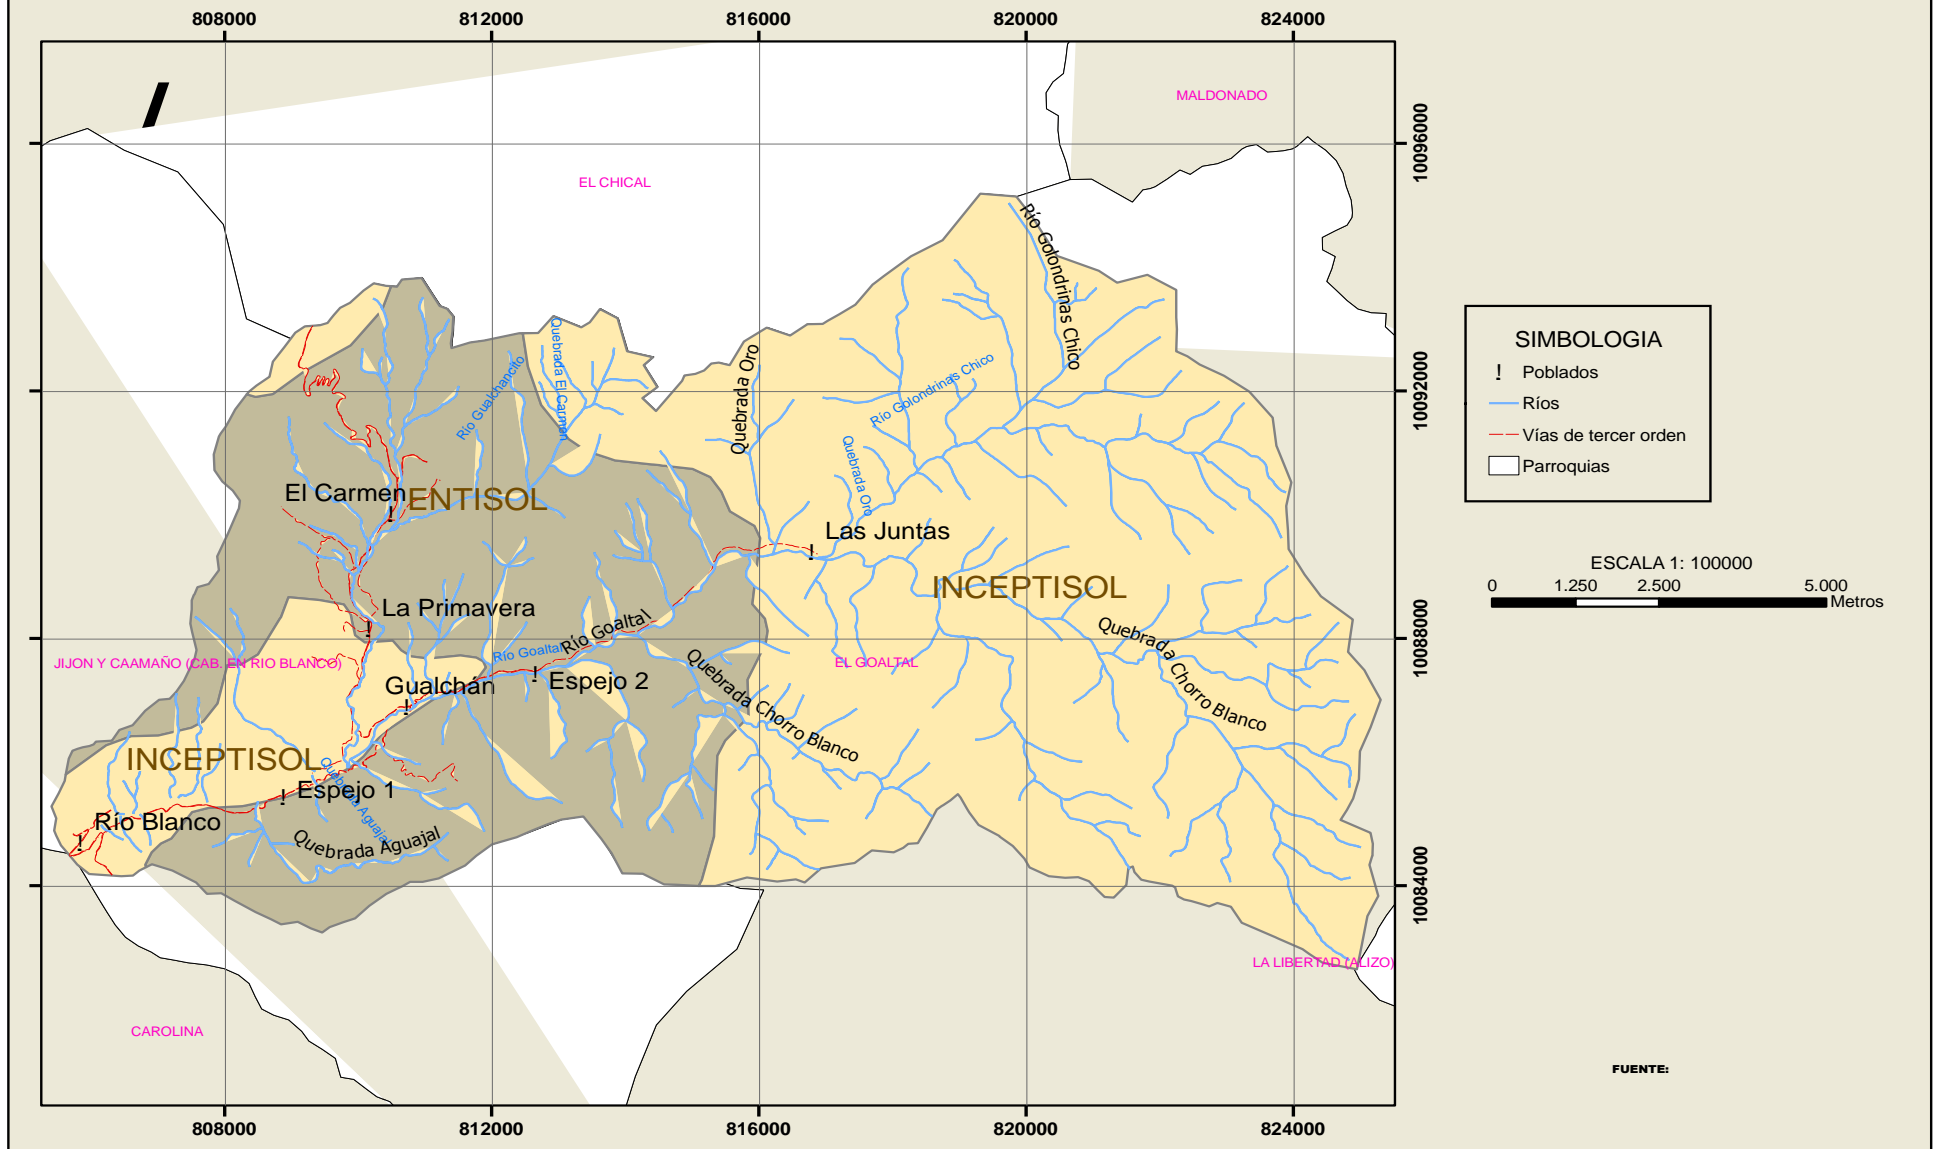 808000
812000
816000
820000
824000
MALDONADO
10096000
EL CHICAL
Río Golondrinas Chico
Quebrada El Carmen
Río Gualchancito
Quebrada Oro
Río Golondrinas Chico
10092000
Quebrada Oro
El Carmen
ENTISOL
Las Juntas
INCEPTISOL
La Primavera
Río Goaltal
Río Goaltal
Quebrada Chorro Blanco
10088000
JIJON Y CAAMAÑO (CAB. EN RIO BLANCO)
EL GOALTAL
Gualchán
Espejo 2
Quebrada Chorro Blanco
INCEPTISOL
Espejo 1
Quebrada Aguajal
Río Blanco
Quebrada Aguajal
10084000
LA LIBERTAD (ALIZO)
CAROLINA
808000
812000
816000
820000
824000
SIMBOLOGIA
! Poblados
Ríos
Vías de tercer orden
Parroquias
ESCALA 1: 100000
0 1.250 2.500 5.000
Metros
FUENTE: